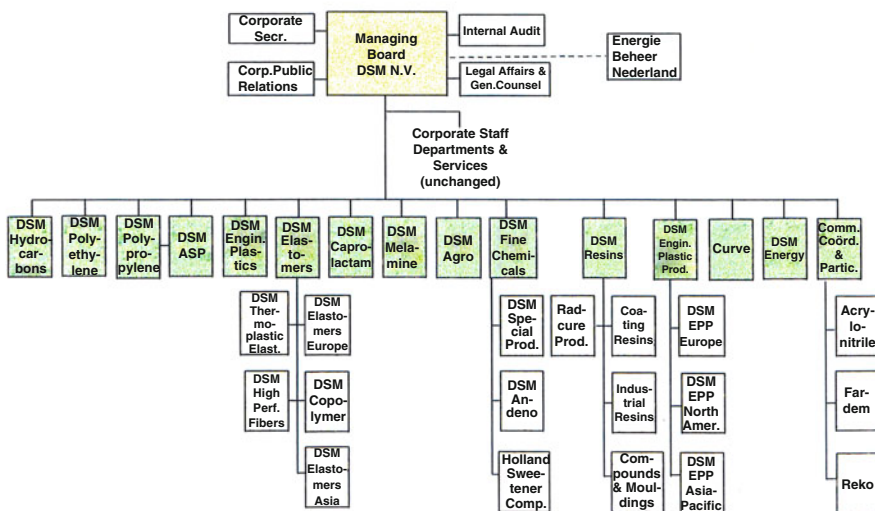 Corporate
Secr.
Managing
Board
DSM N.V.
Internal Audit
Energie
Beheer
Nederland
Corp.Public
Relations
Legal Affairs &
Gen.Counsel
Corporate Staff
Departments &
Services
(unchanged)
DSM
Hydro-
car-
bons
DSM
Poly-
ethy-
lene
DSM
Poly-
pro-
pylene
DSM
ASP
DSM
Engin.
Plas-
tics
DSM
Elas-
to-
mers
DSM
Capro-
lactam
DSM
Mela-
mine
DSM
Agro
DSM
Fine
Chemi-
cals
DSM
Resins
DSM
Engin.
Plastic
Prod.
Curve
DSM
Energy
Comm.
Coörd.
& Partic.
DSM
Ther-
mo-
plastic
Elast.
DSM
Elasto-
mers
Europe
DSM
Spe-
cial
Prod.
Rad-
cure
Prod.
Coa-
ting
Resins
DSM
EPP
Europe
Acry-
lo-
nitrile
DSM
High
Perf.
Fibers
DSM
Copo-
lymer
DSM
An-
deno
Indus-
trial
Resins
DSM
EPP
North
Amer.
Far-
dem
DSM
Elasto-
mers
Asia
Holland
Swee-
tener
Comp.
Com-
pounds
& Moul-
dings
DSM
EPP
Asia-
Pacific
Reko